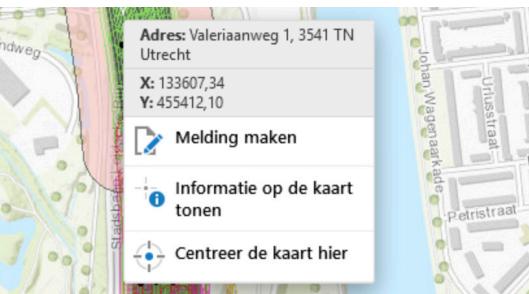 ndweg
Adres: Valeriaanweg 1, 3541 TN
Utrecht
X: 133607,34
Y: 455412,10
Melding maken
Informatie op de kaart
tonen
Centreer de kaart hier
Johan Wagenaarkade
Uriusstraat
Petristraat